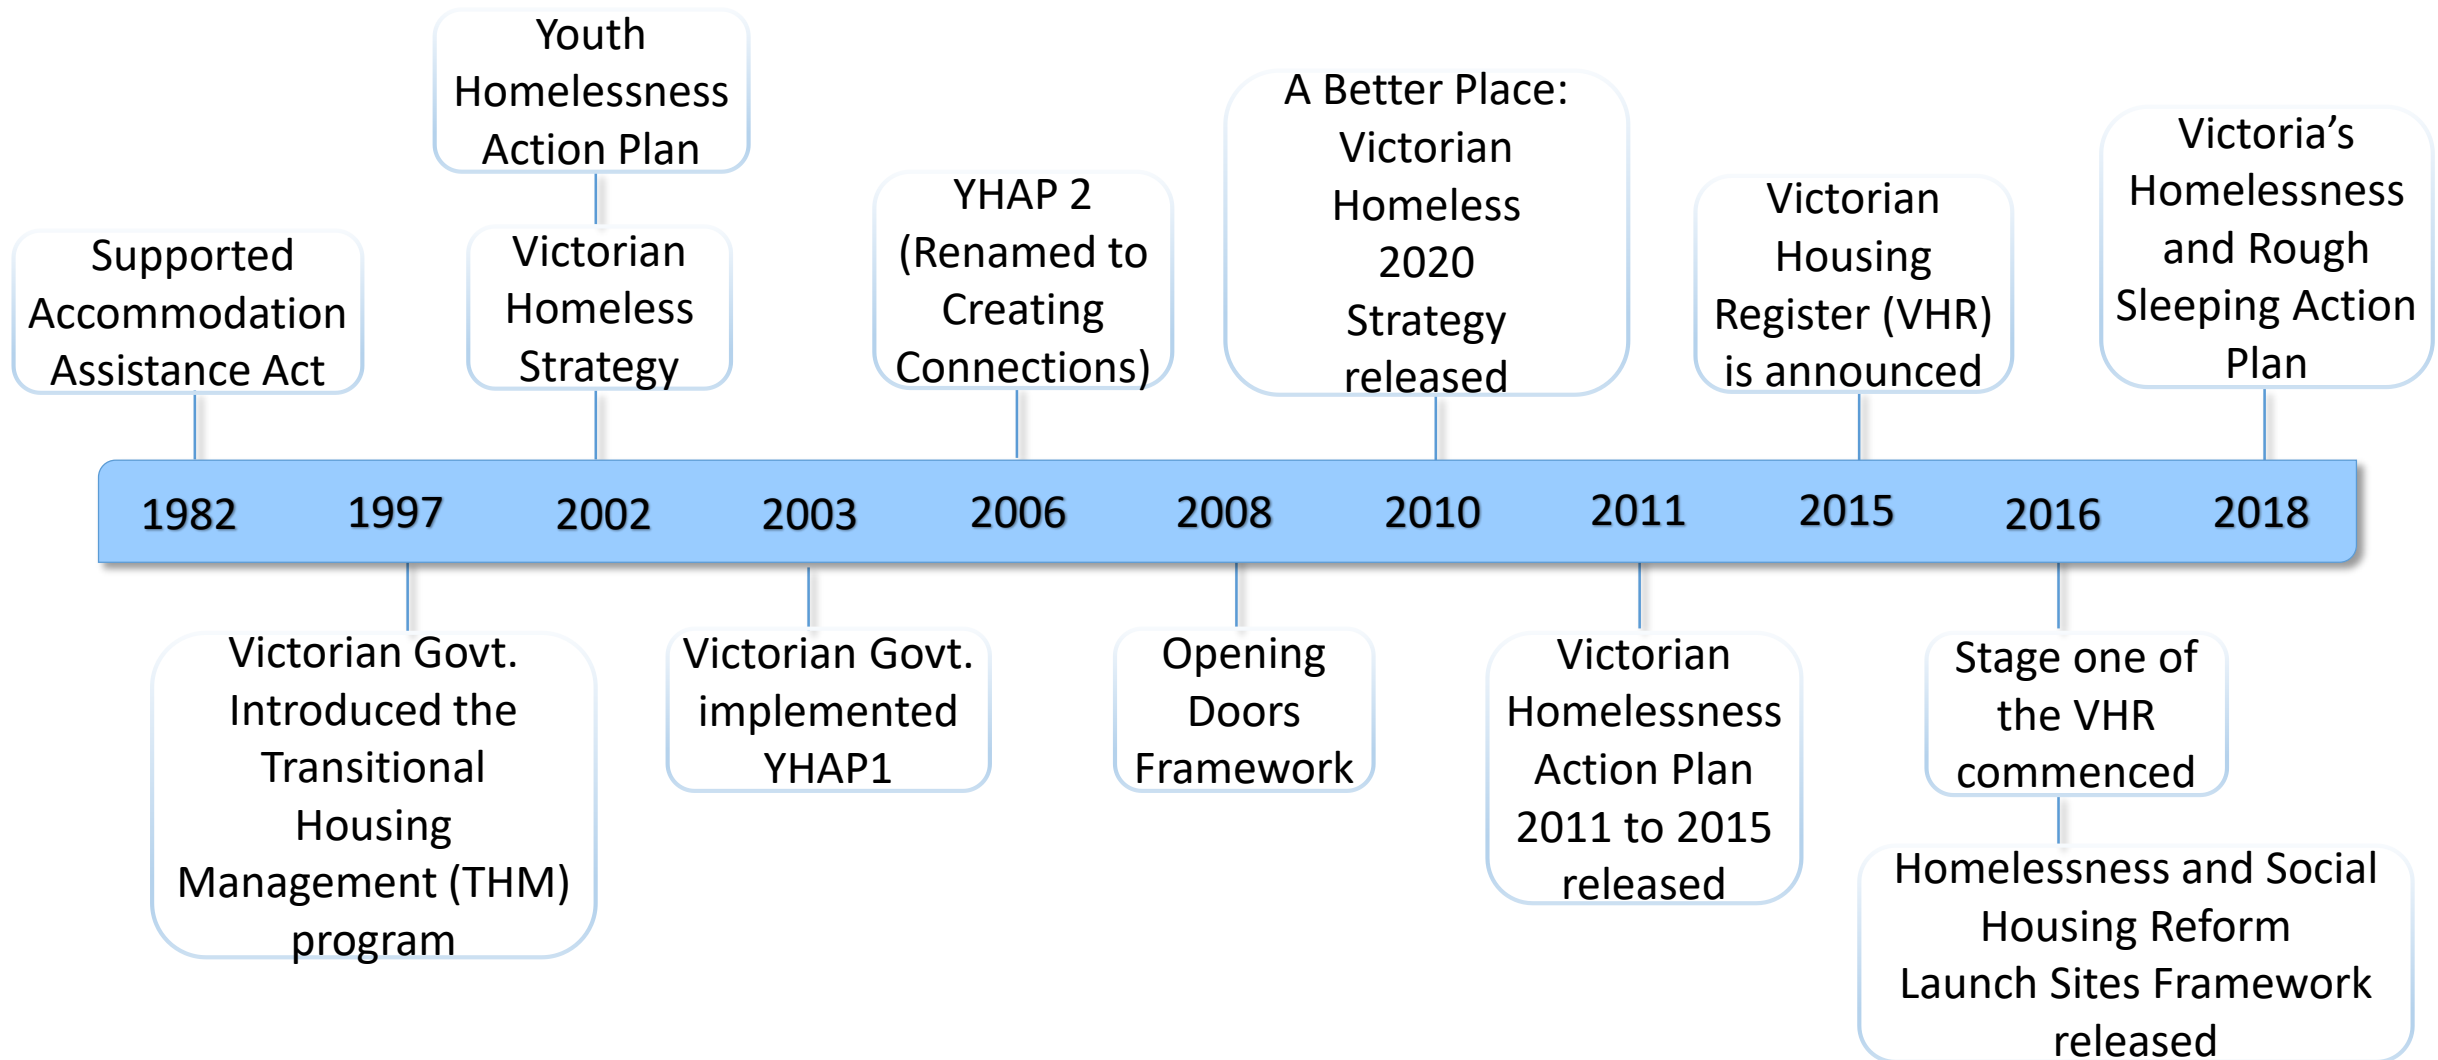 Youth
Homelessness
Action Plan
A Better Place:
Victorian
Homeless
2020
Strategy
released
Victoria’s
Homelessness
and Rough
Sleeping Action
Plan
YHAP 2
(Renamed to
Creating
Connections)
Victorian
Housing
Register (VHR)
is announced
Supported
Accommodation
Assistance Act
Victorian
Homeless
Strategy
1982 1997 2002 2003 2006 2008 2010 2011 2015 2016 2018
Victorian Govt.
Introduced the
Transitional
Housing
Management (THM)
program
Victorian Govt.
implemented
YHAP1
Opening
Doors
Framework
Victorian
Homelessness
Action Plan
2011 to 2015
released
Stage one of
the VHR
commenced
Homelessness and Social
Housing Reform
Launch Sites Framework
released